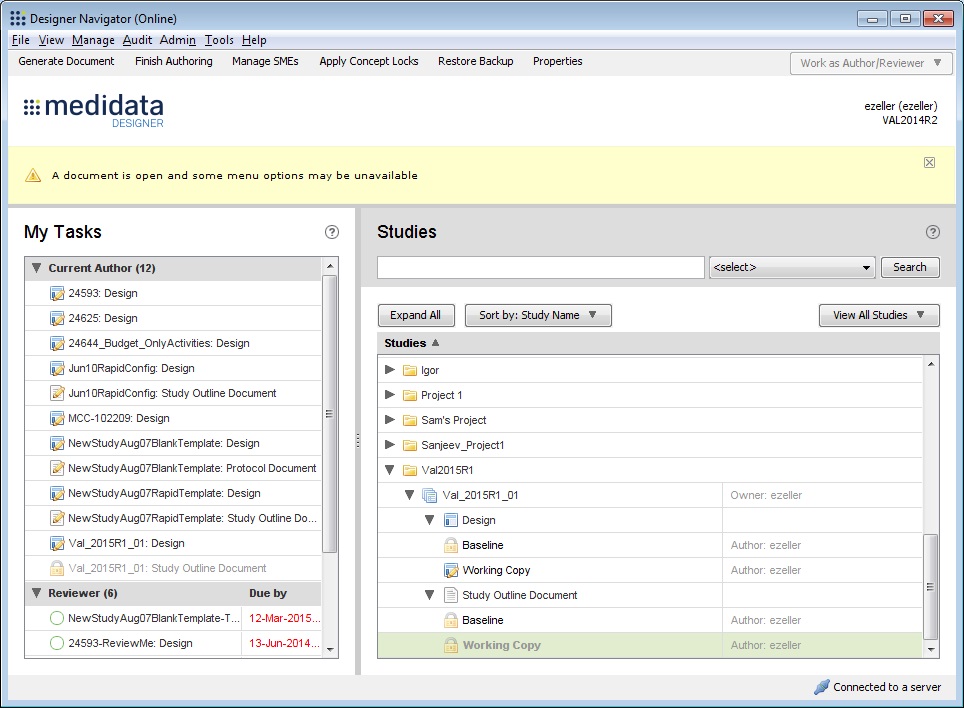 Designer Navigator (Online)
File View Manage Audit Admin Tools Help
Generate Document Finish Authoring Manage SMEs Apply Concept Locks Restore Backup Properties Work as Author/Reviewer
medidata
DESIGNER
ezeller (ezeller)
VAL2014R2
A document is open and some menu options may be unavailable
My Tasks ?
Current Author (12)
24593: Design
24625: Design
24644_Budget_OnlyActivities: Design
Jun10RapidConfig: Design
Jun10RapidConfig: Study Outline Document
MCC-102209: Design
NewStudyAug07BlankTemplate: Design
NewStudyAug07BlankTemplate: Protocol Document
NewStudyAug07RapidTemplate: Design
NewStudyAug07RapidTemplate: Study Outline Do...
Val_2015R1_01: Design
Val_2015R1_01: Study Outline Document
Reviewer (6) Due by
NewStudyAug07BlankTemplate-T... 12-Mar-2015...
24593-ReviewMe: Design 13-Jun-2014...
Studies ?
<select> Search
Expand All Sort by: Study Name View All Studies
Studies
Igor
Project 1
Sam's Project
Sanjeev_Project1
Val2015R1
Val_2015R1_01 Owner: ezeller
Design
Baseline Author: ezeller
Working Copy Author: ezeller
Study Outline Document
Baseline Author: ezeller
Working Copy Author: ezeller
Connected to a server